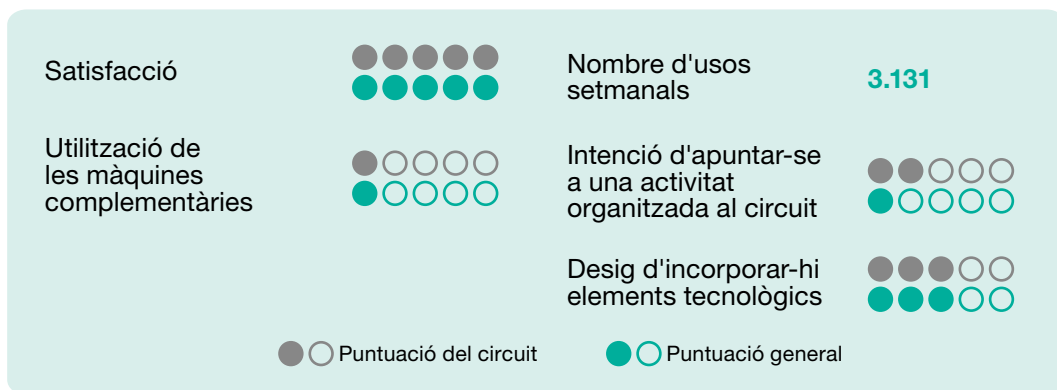 Satisfacció
Utilització de
les màquines
complementàries
Nombre d'usos
setmanals
3.131
Intenció d'apuntar-se
a una activitat
organitzada al circuit
Desig d'incorporar-hi
elements tecnològics
Puntuació del circuit
Puntuació general